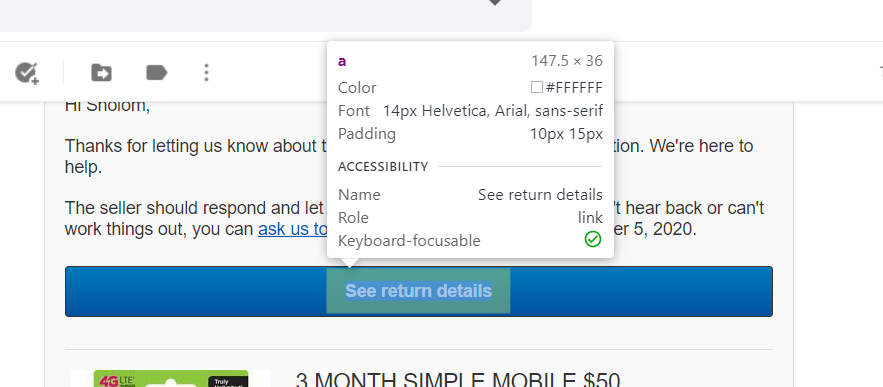 a 147.5 × 36
Color #FFFFFF
Font 14px Helvetica, Arial, sans-serif
Padding 10px 15px
ACCESSIBILITY
Name See return details
Role link
Keyboard-focusable
Hi Sholom,
Thanks for letting us know about t tion. We're here to
help.
The seller should respond and let 't hear back or can't
work things out, you can ask us to er 5, 2020.
See return details
4G LTE
Truly
3 MONTH SIMPLE MOBILE $50